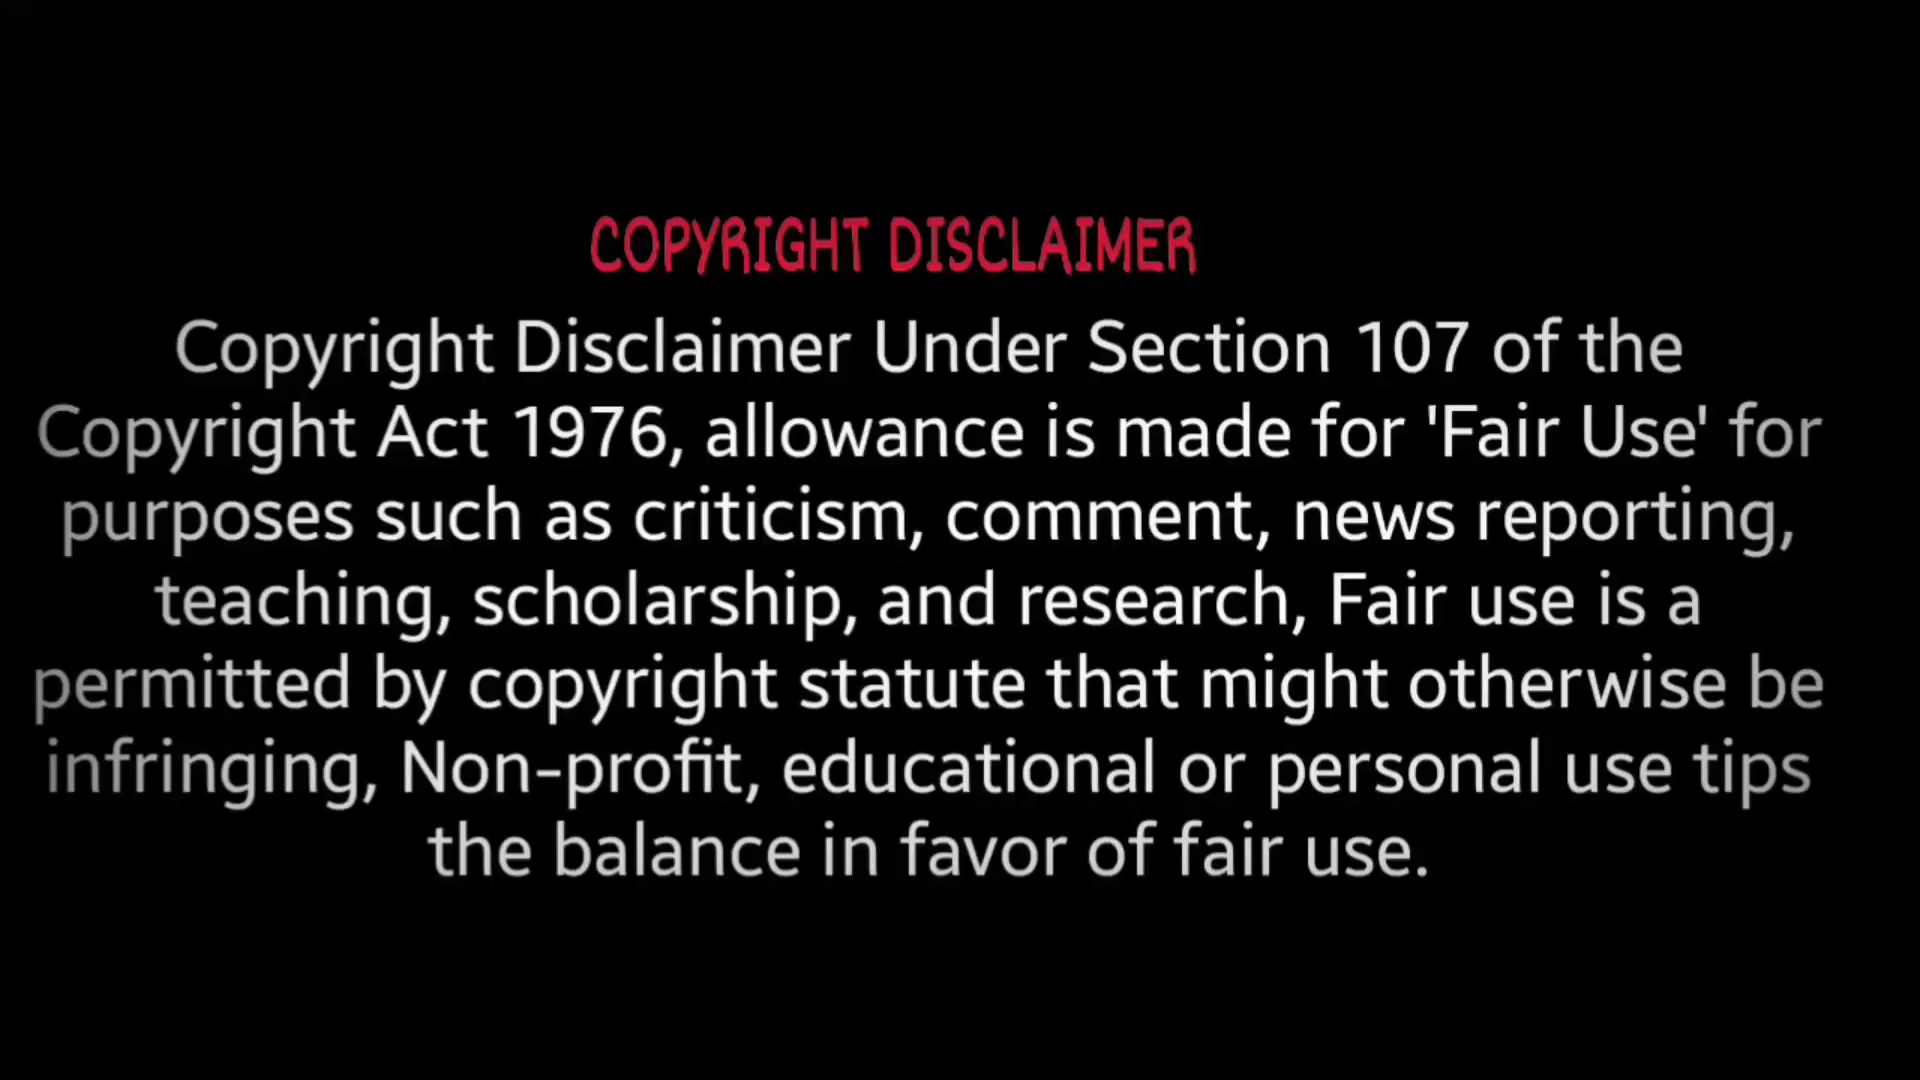 COPYRIGHT DISCLAIMER
Copyright Disclaimer Under Section 107 of the
Copyright Act 1976, allowance is made for 'Fair Use' for
purposes such as criticism, comment, news reporting,
teaching, scholarship, and research, Fair use is a
permitted by copyright statute that might otherwise be
infringing, Non-profit, educational or personal use tips
the balance in favor of fair use.